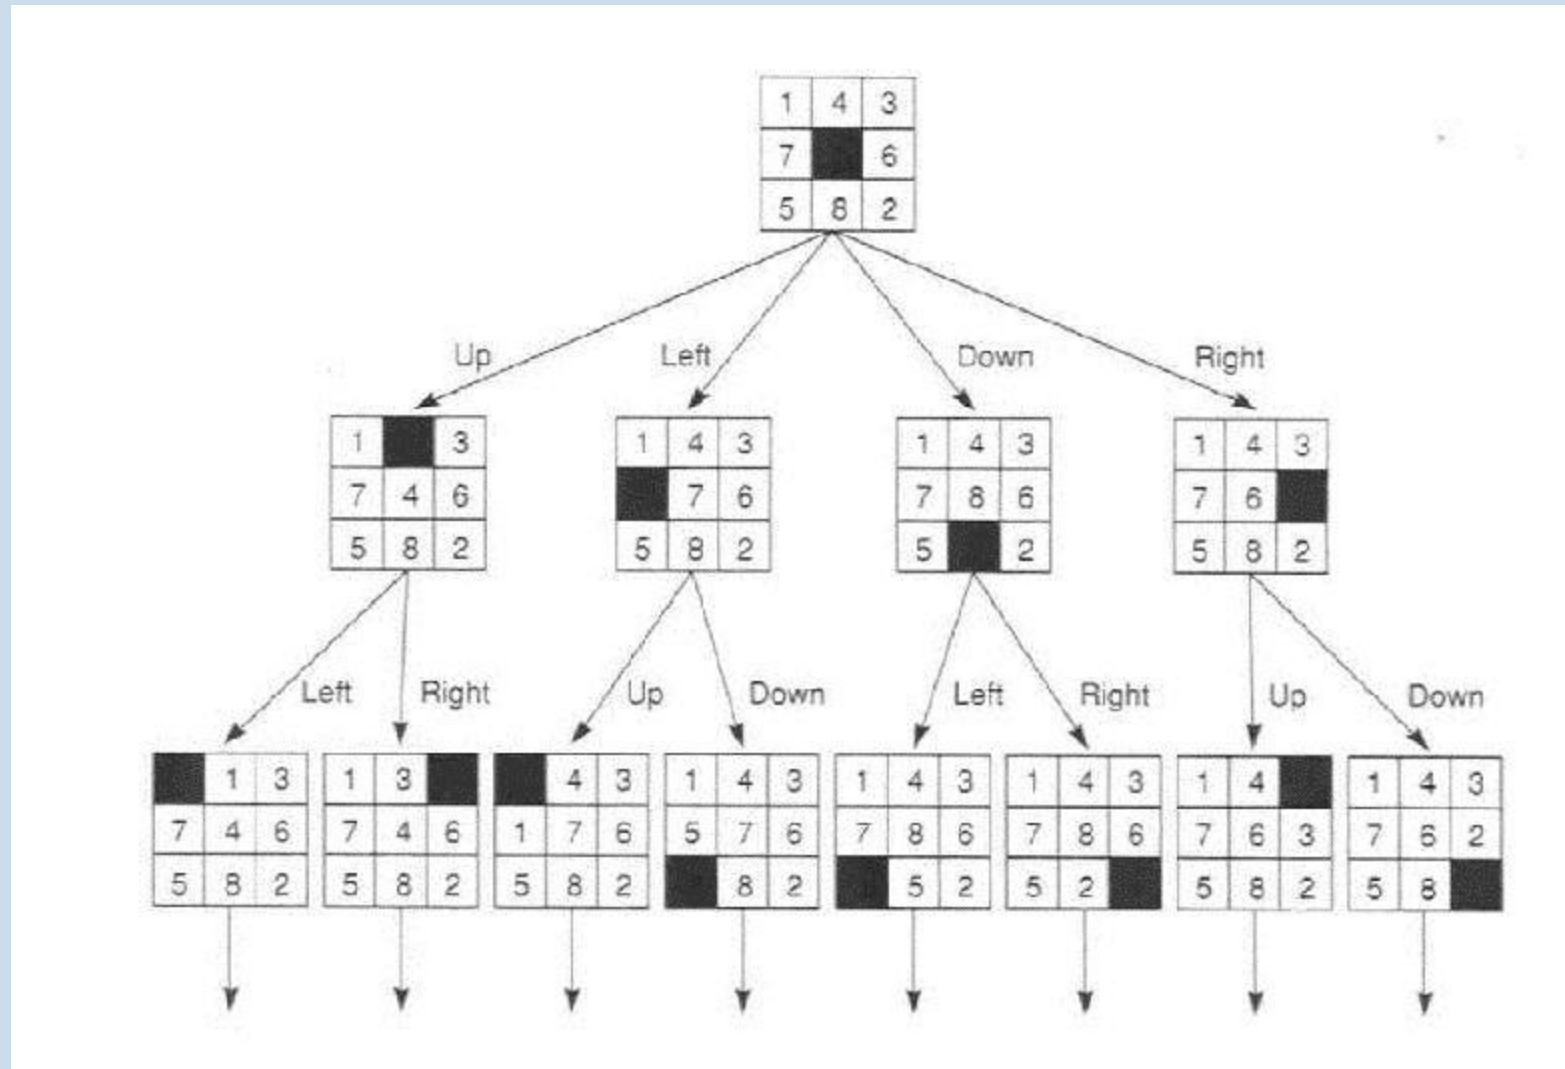 1 4 3
7 6
5 8 2
Up Left Down Right
1 3 1 4 3 1 4 3 1 4 3
7 4 6 7 6 7 8 6 7 6
5 8 2 5 8 2 5 2 5 8 2
Left Right Up Down Left Right Up Down
1 3 1 3 4 3 1 4 3 1 4 3 1 4 3 1 4 1 4 3
7 4 6 7 4 6 1 7 6 5 7 6 7 8 6 7 8 6 7 6 3 7 6 2
5 8 2 5 8 2 5 8 2 8 2 5 2 5 2 5 8 2 5 8